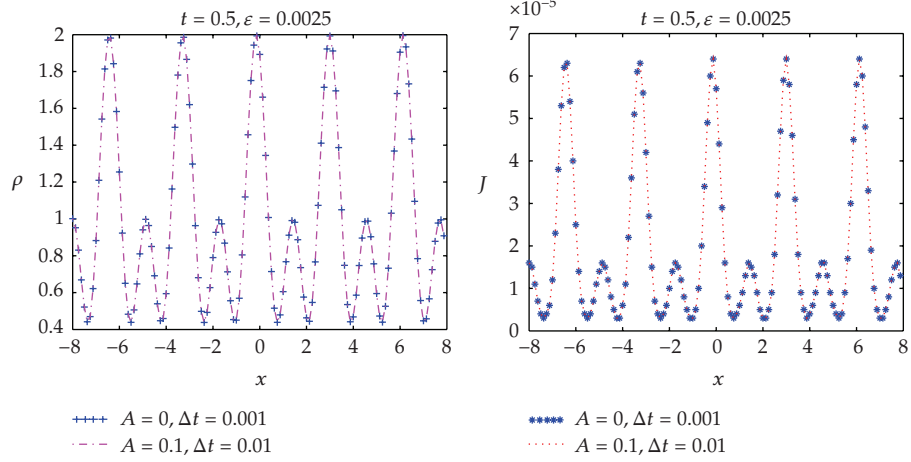 t = 0.5, ε = 0.0025
2
1.8
1.6
1.4
1.2
1
0.8
0.6
0.4
ρ
−8 −6 −4 −2 0 2 4 6 8
x
A = 0, Δt = 0.001
A = 0.1, Δt = 0.01
t = 0.5, ε = 0.0025
×10⁻⁵
7
6
5
4
3
2
1
0
J
−8 −6 −4 −2 0 2 4 6 8
x
A = 0, Δt = 0.001
A = 0.1, Δt = 0.01